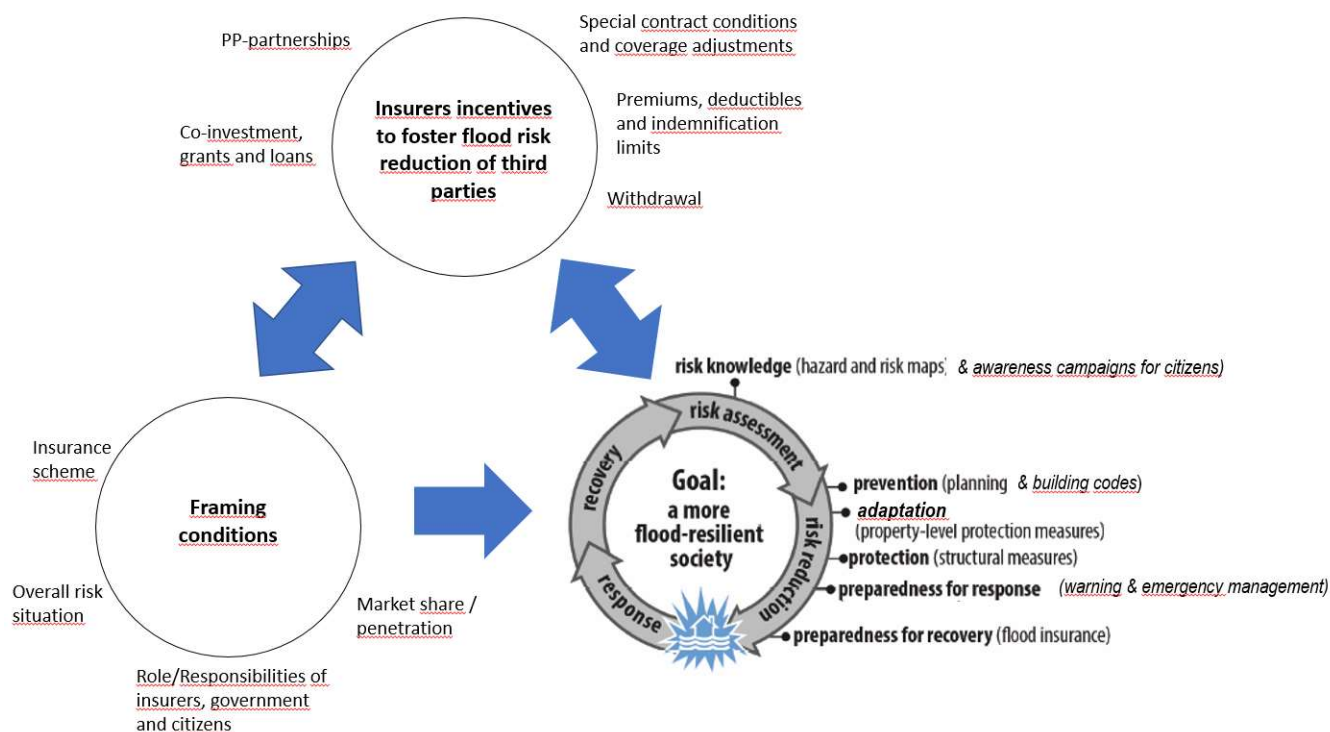 PP-partnerships
Special contract conditions
and coverage adjustments
Insurers incentives
to foster flood risk
reduction of third
parties
Premiums, deductibles
and indemnification
limits
Co-investment,
grants and loans
Withdrawal
risk knowledge (hazard and risk maps) & awareness campaigns for citizens)
Insurance
scheme
Framing
conditions
Overall risk
situation
Market share /
penetration
Role/Responsibilities of
insurers, government
and citizens
recovery
risk assessment
risk reduction
response
Goal:
a more
flood-resilient
society
prevention (planning & building codes)
adaptation
(property-level protection measures)
protection (structural measures)
preparedness for response (warning & emergency management)
preparedness for recovery (flood insurance)